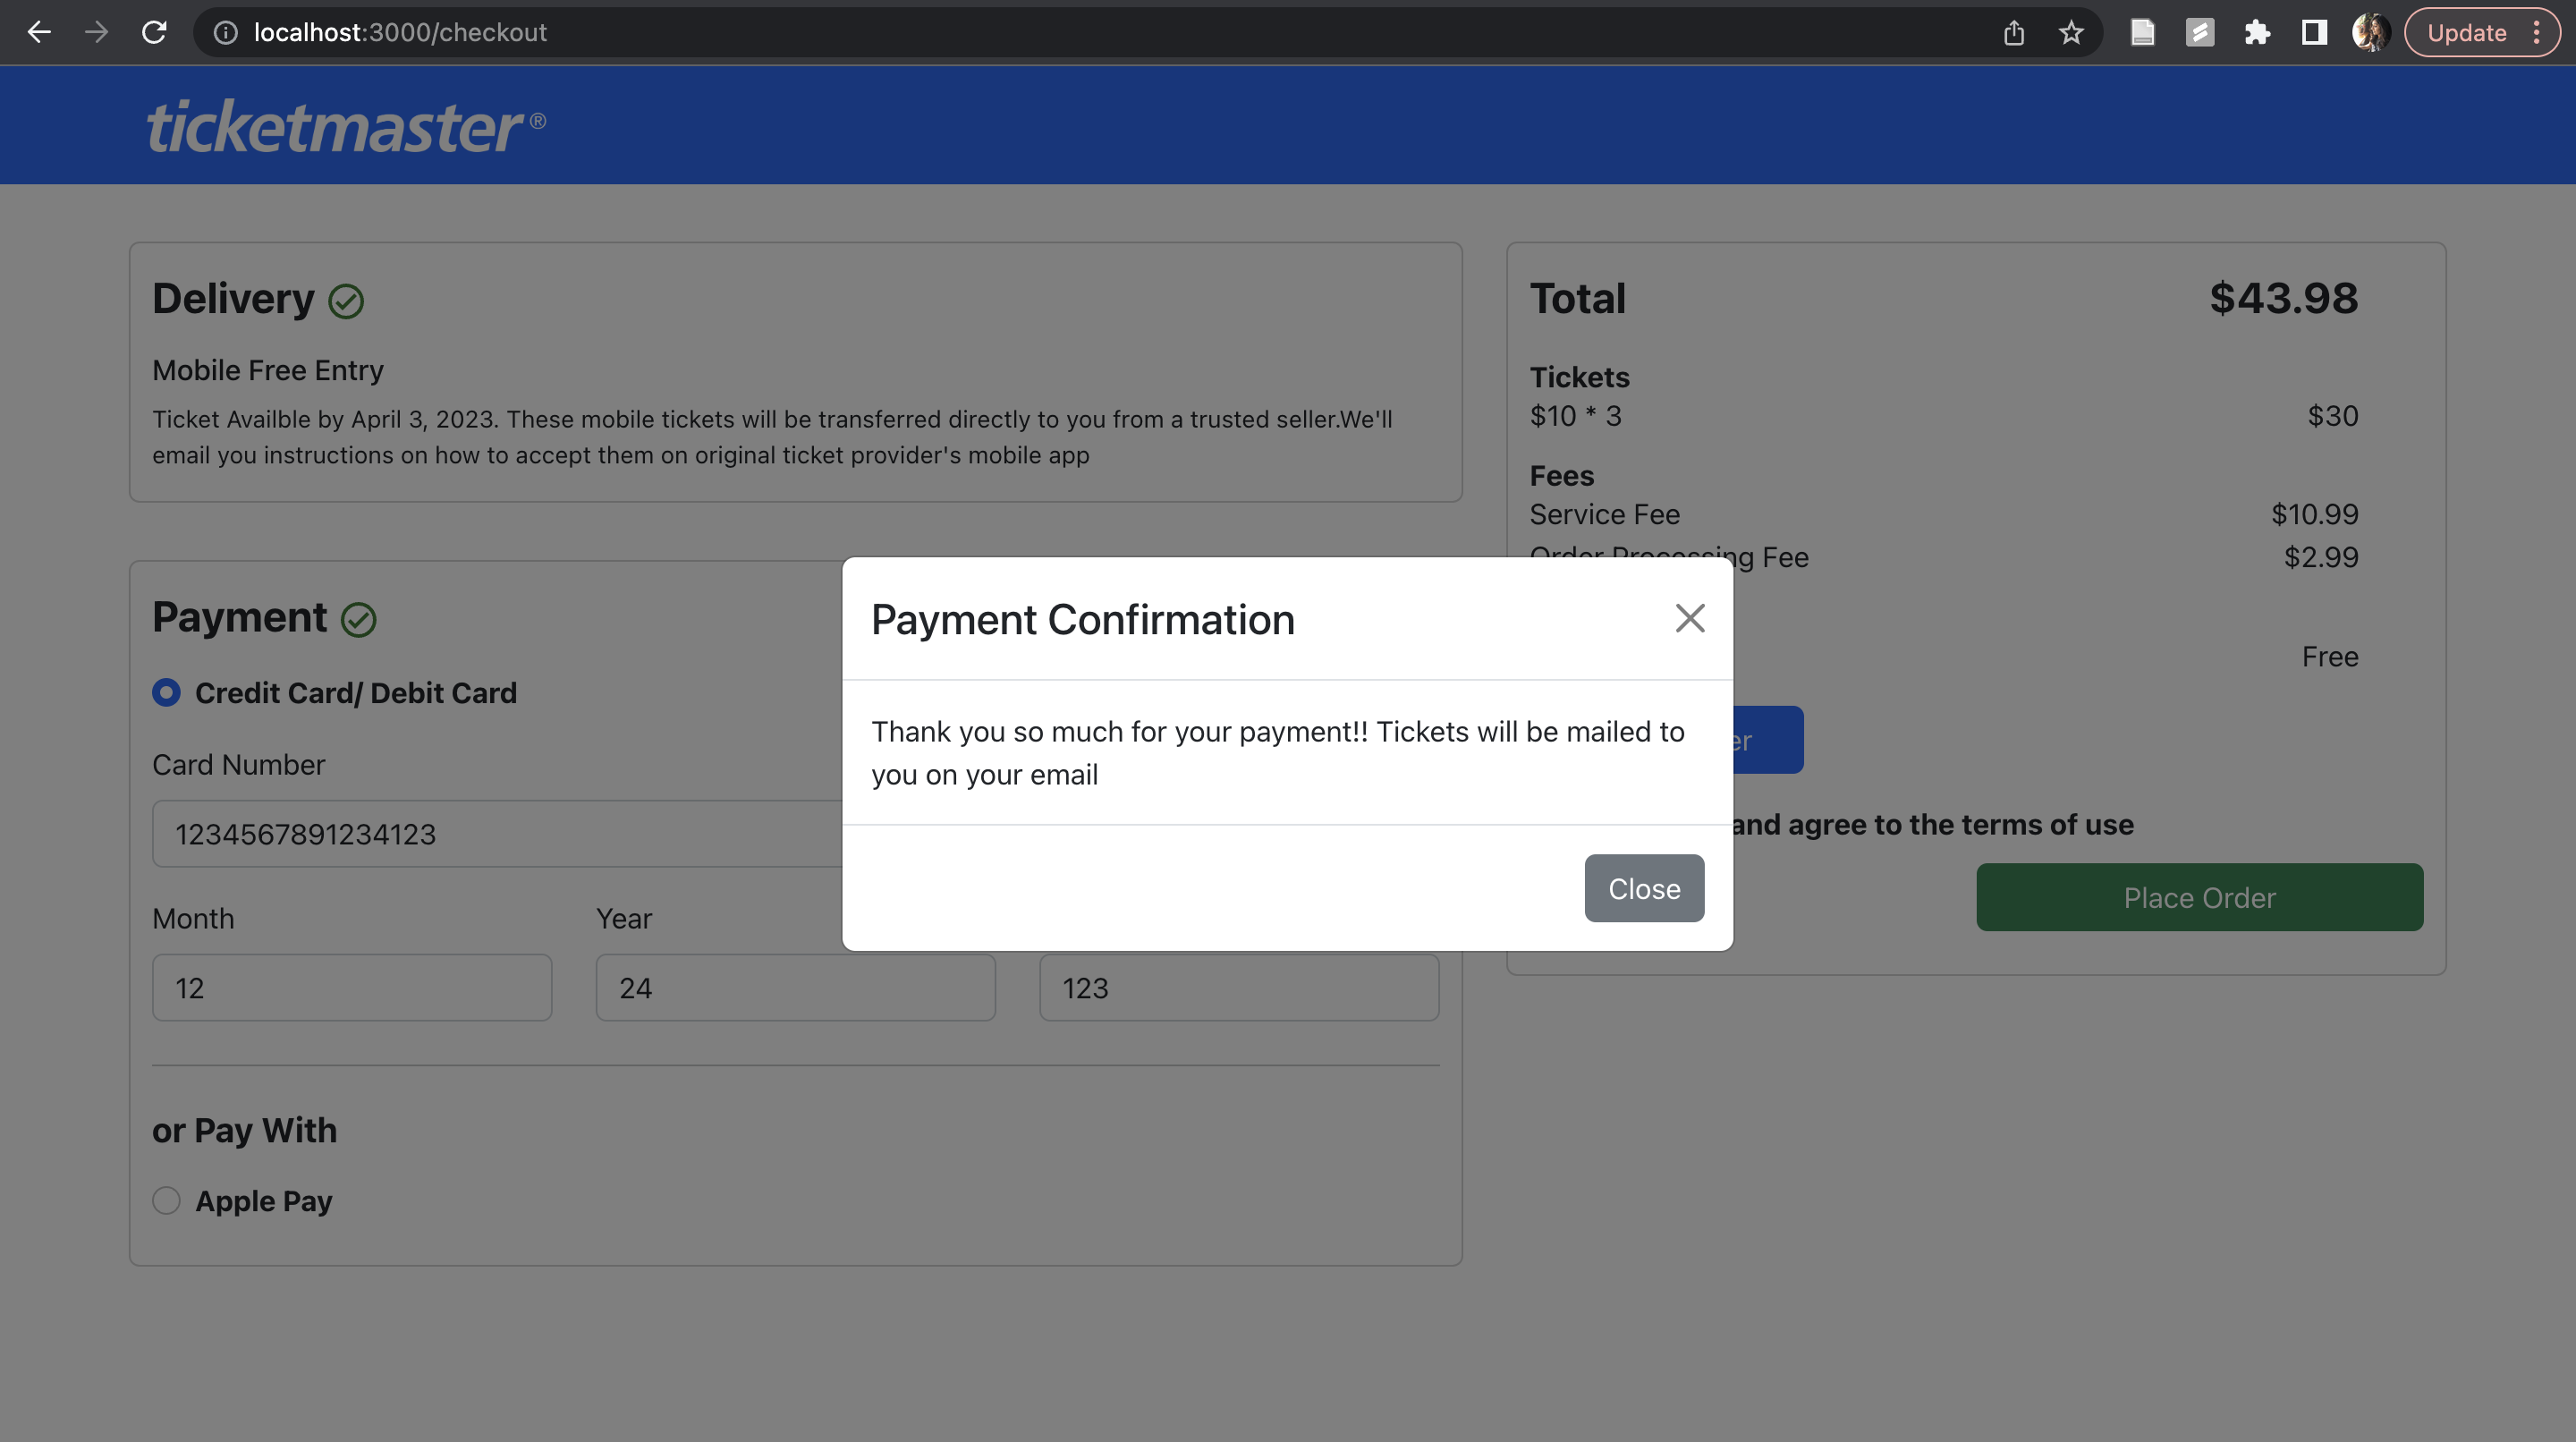 localhost:3000/checkout
Update
ticketmaster®
Delivery
Mobile Free Entry
Ticket Availble by April 3, 2023. These mobile tickets will be transferred directly to you from a trusted seller.We'll
email you instructions on how to accept them on original ticket provider's mobile app
Payment
Credit Card/ Debit Card
Card Number
1234567891234123
Month
Year
12
24
123
or Pay With
Apple Pay
Total $43.98
Tickets
$10 * 3 $30
Fees
Service Fee $10.99
Order Processing Fee $2.99
Free
and agree to the terms of use
Place Order
Payment Confirmation
Thank you so much for your payment!! Tickets will be mailed to
you on your email
Close